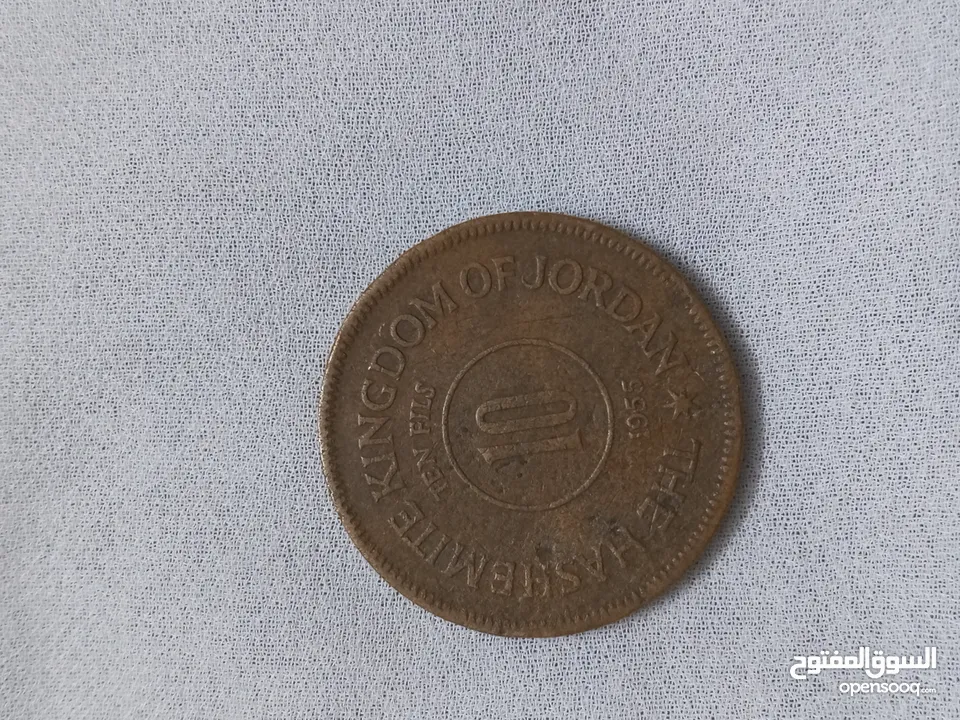 THE HASHEMITE KINGDOM OF JORDAN
TEN FILS
10
1955
السوق المفتوح
opensooq.com